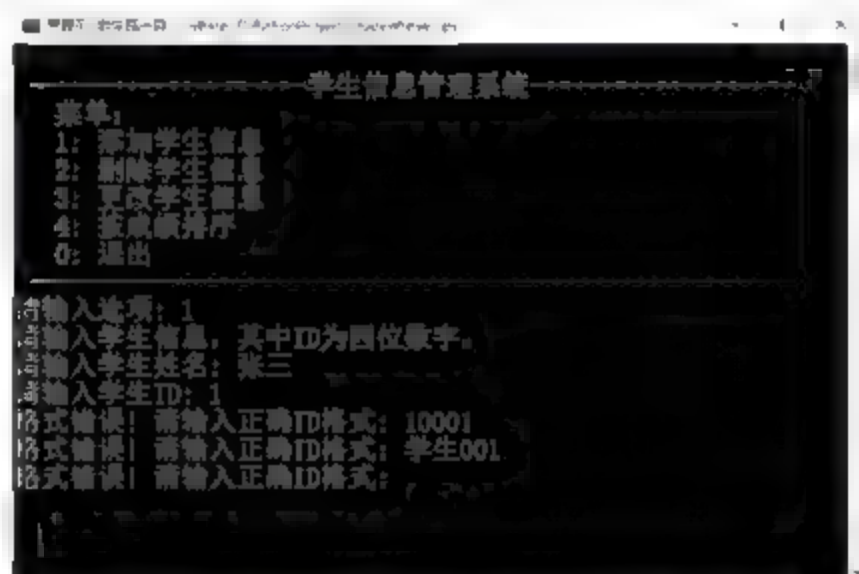 学生信息管理系统
菜单:
1: 添加学生信息
2: 删除学生信息
3: 更改学生信息
4: 按成绩排序
0: 退出
请输入选项: 1
请输入学生信息, 其中ID为四位数字。
请输入学生姓名: 张三
请输入学生ID: 1
格式错误! 请输入正确ID格式: 10001
格式错误! 请输入正确ID格式: 学生001
格式错误! 请输入正确ID格式: